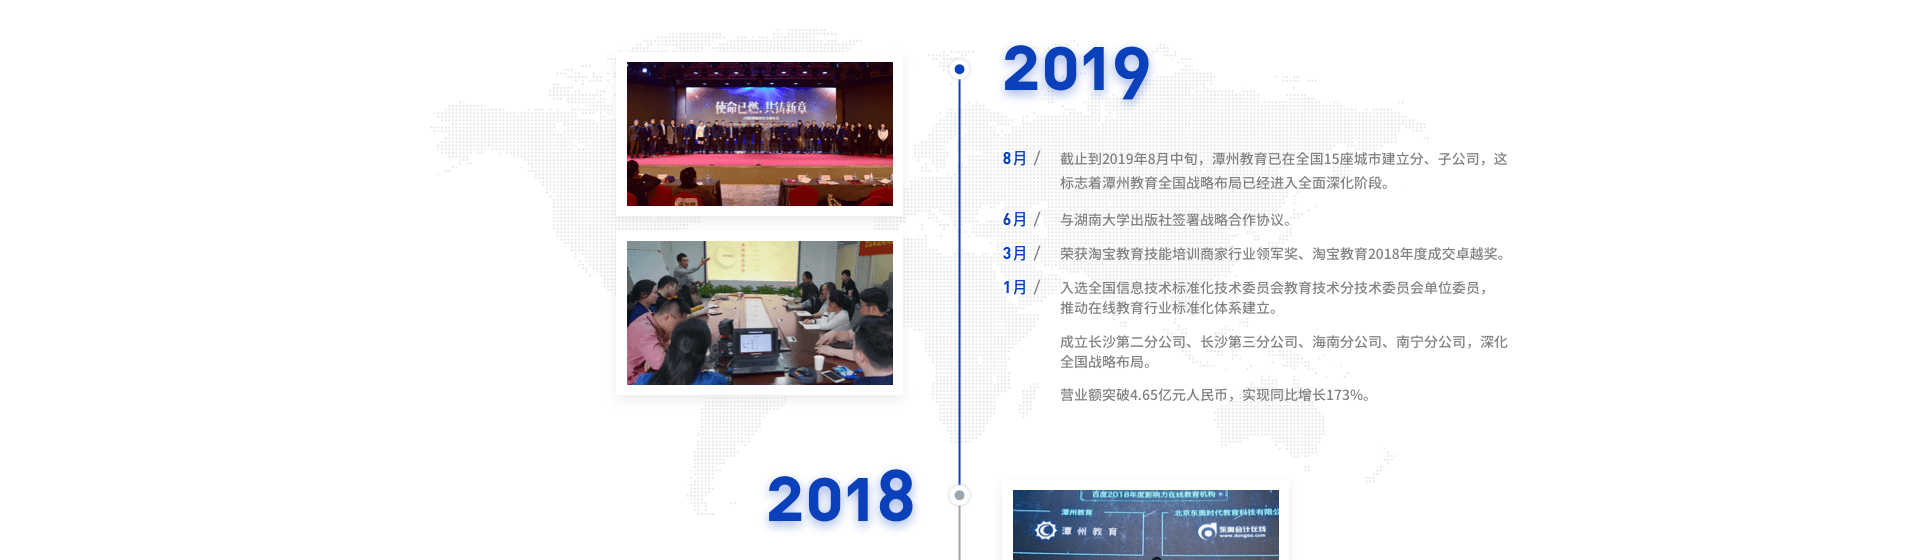 2019
使命已燃,共铸新章
8月 / 截止到2019年8月中旬，潭州教育已在全国15座城市建立分、子公司，这
标志着潭州教育全国战略布局已经进入全面深化阶段。
6月 / 与湖南大学出版社签署战略合作协议。
3月 / 荣获淘宝教育技能培训商家行业领军奖、淘宝教育2018年度成交卓越奖。
1月 / 入选全国信息技术标准化技术委员会教育技术分技术委员会单位委员，
推动在线教育行业标准化体系建立。
成立长沙第二分公司、长沙第三分公司、海南分公司、南宁分公司，深化
全国战略布局。
营业额突破4.65亿元人民币，实现同比增长173%。
2018
百度2018年度影响力在线教育机构
潭州教育
北京东奥时代教育科技有限公
潭州教育
东奥会计在线
www.dongao.com